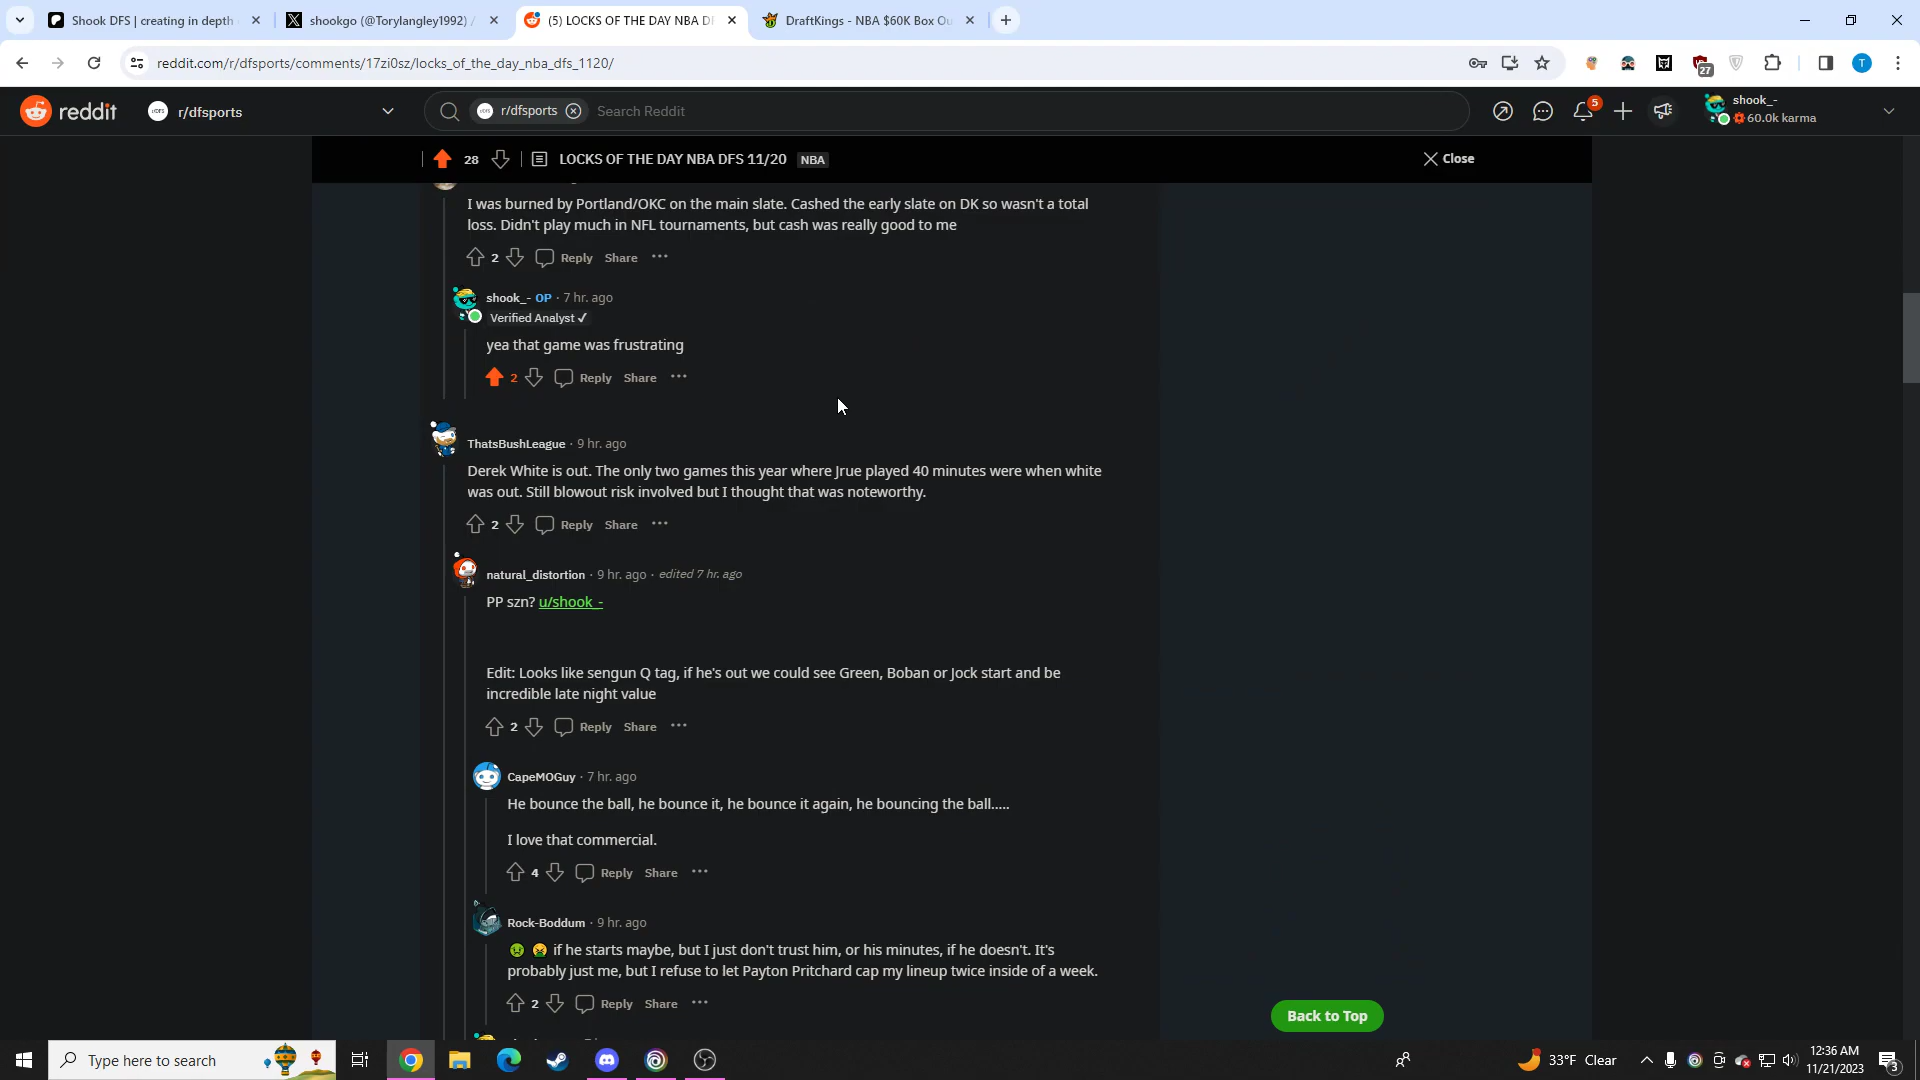 Shook DFS | creating in depth
shookgo (@Torylangley1992) /
(5) LOCKS OF THE DAY NBA DF
DraftKings - NBA $60K Box Ou
reddit.com/r/dfsports/comments/17zi0sz/locks_of_the_day_nba_dfs_1120/
27
T
reddit
r/dfsports
r/dfsports
Search Reddit
5
shook_-
60.0k karma
28
LOCKS OF THE DAY NBA DFS 11/20
NBA
Close
I was burned by Portland/OKC on the main slate. Cashed the early slate on DK so wasn't a total
loss. Didn't play much in NFL tournaments, but cash was really good to me
2 Reply Share ···
shook_- OP · 7 hr. ago
Verified Analyst ✓
yea that game was frustrating
2 Reply Share ···
ThatsBushLeague · 9 hr. ago
Derek White is out. The only two games this year where Jrue played 40 minutes were when white
was out. Still blowout risk involved but I thought that was noteworthy.
2 Reply Share ···
natural_distortion · 9 hr. ago · edited 7 hr. ago
PP szn? u/shook_-
Edit: Looks like sengun Q tag, if he's out we could see Green, Boban or Jock start and be
incredible late night value
2 Reply Share ···
CapeMOGuy · 7 hr. ago
He bounce the ball, he bounce it, he bounce it again, he bouncing the ball.....
I love that commercial.
4 Reply Share ···
Rock-Boddum · 9 hr. ago
🤢 🤮 if he starts maybe, but I just don't trust him, or his minutes, if he doesn't. It's
probably just me, but I refuse to let Payton Pritchard cap my lineup twice inside of a week.
2 Reply Share ···
Back to Top
Type here to search
33°F Clear
12:36 AM
11/21/2023
3